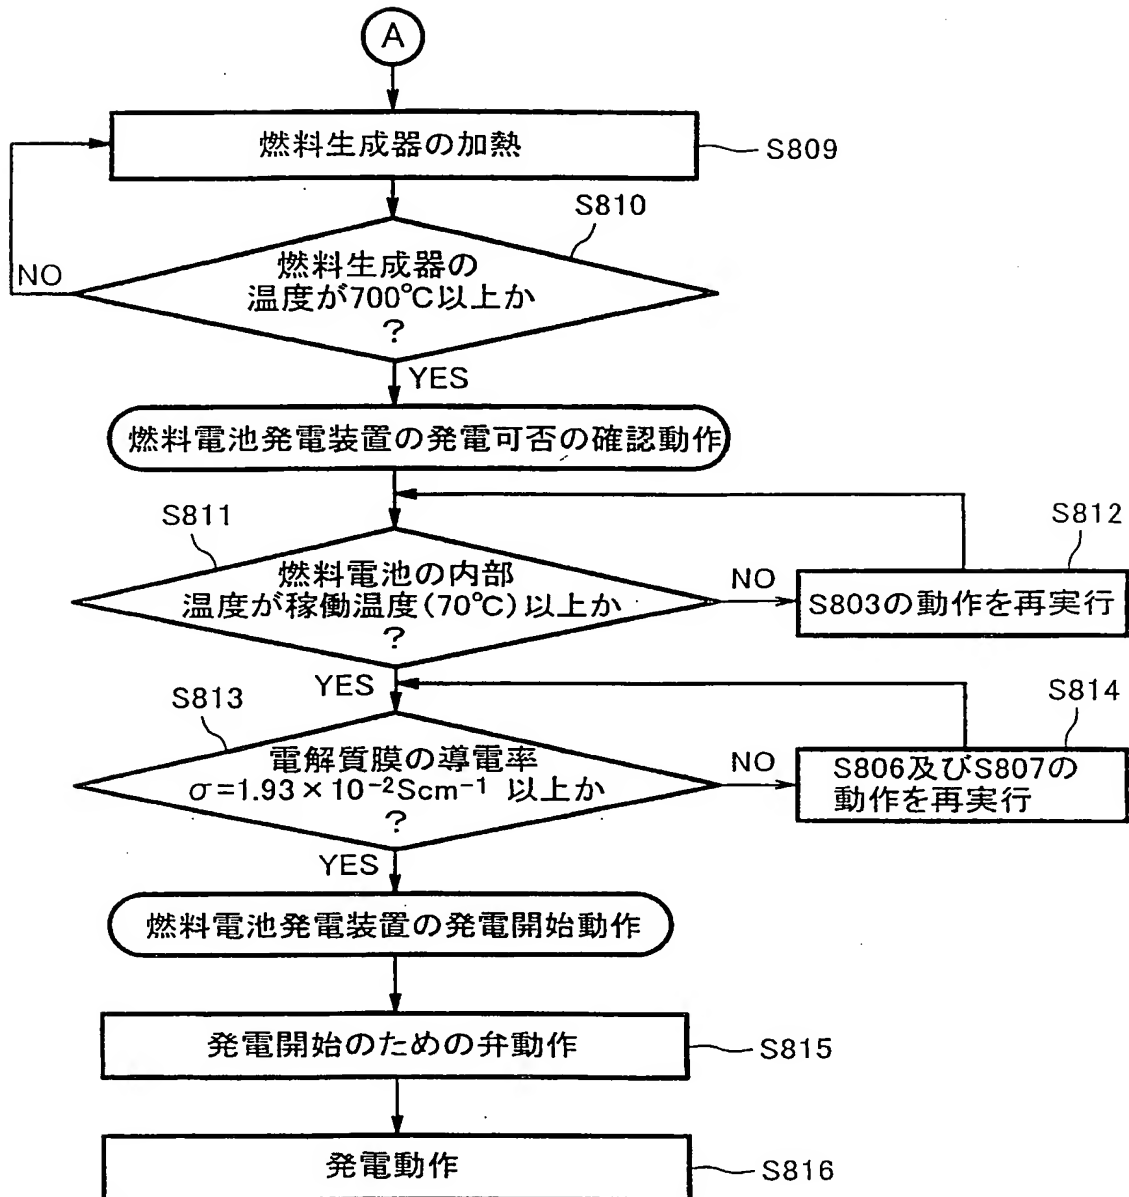 A
燃料生成器の加熱
S809
S810
燃料生成器の
温度が700℃以上か
?
NO
YES
燃料電池発電装置の発電可否の確認動作
S811
S812
燃料電池の内部
温度が稼働温度(70℃)以上か
?
NO
S803の動作を再実行
YES
S813
S814
電解質膜の導電率
σ=1.93×10⁻²Scm⁻¹ 以上か
?
NO
S806及びS807の
動作を再実行
YES
燃料電池発電装置の発電開始動作
発電開始のための弁動作
S815
発電動作
S816